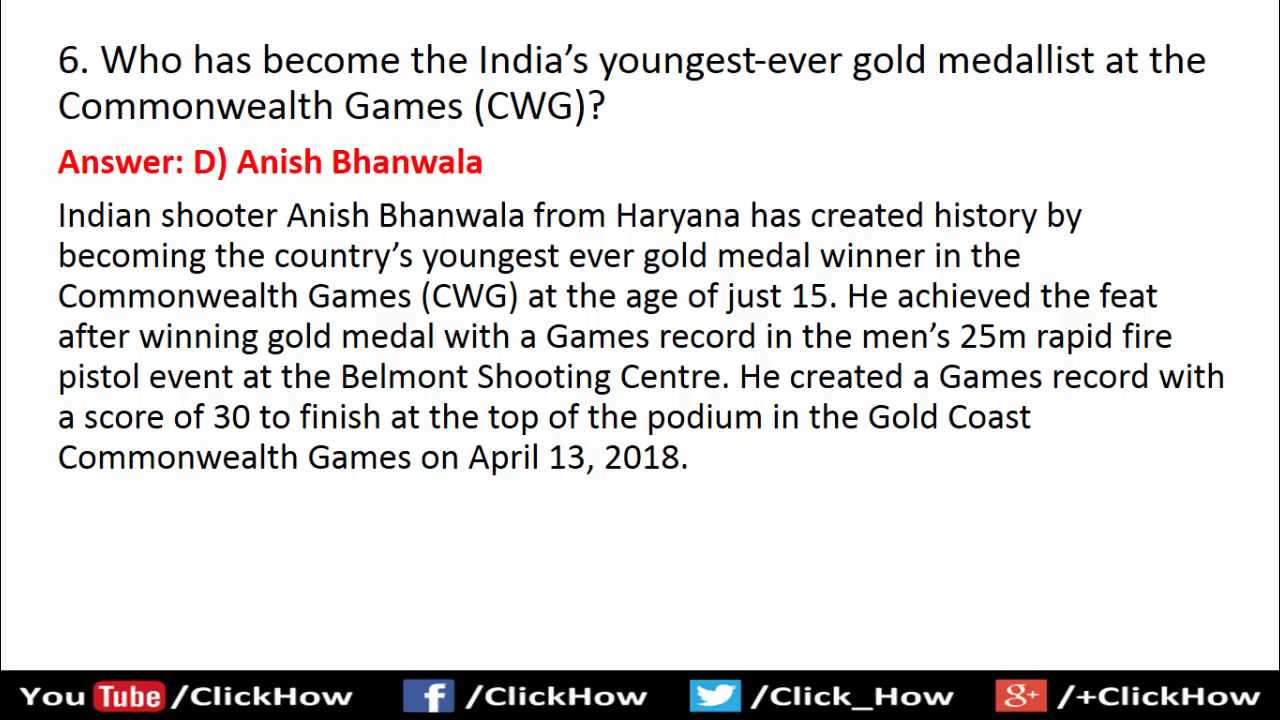 6. Who has become the India’s youngest-ever gold medallist at the
Commonwealth Games (CWG)?
Answer: D) Anish Bhanwala
Indian shooter Anish Bhanwala from Haryana has created history by
becoming the country’s youngest ever gold medal winner in the
Commonwealth Games (CWG) at the age of just 15. He achieved the feat
after winning gold medal with a Games record in the men’s 25m rapid fire
pistol event at the Belmont Shooting Centre. He created a Games record with
a score of 30 to finish at the top of the podium in the Gold Coast
Commonwealth Games on April 13, 2018.
You Tube /ClickHow f /ClickHow /Click_How g+ /+ClickHow